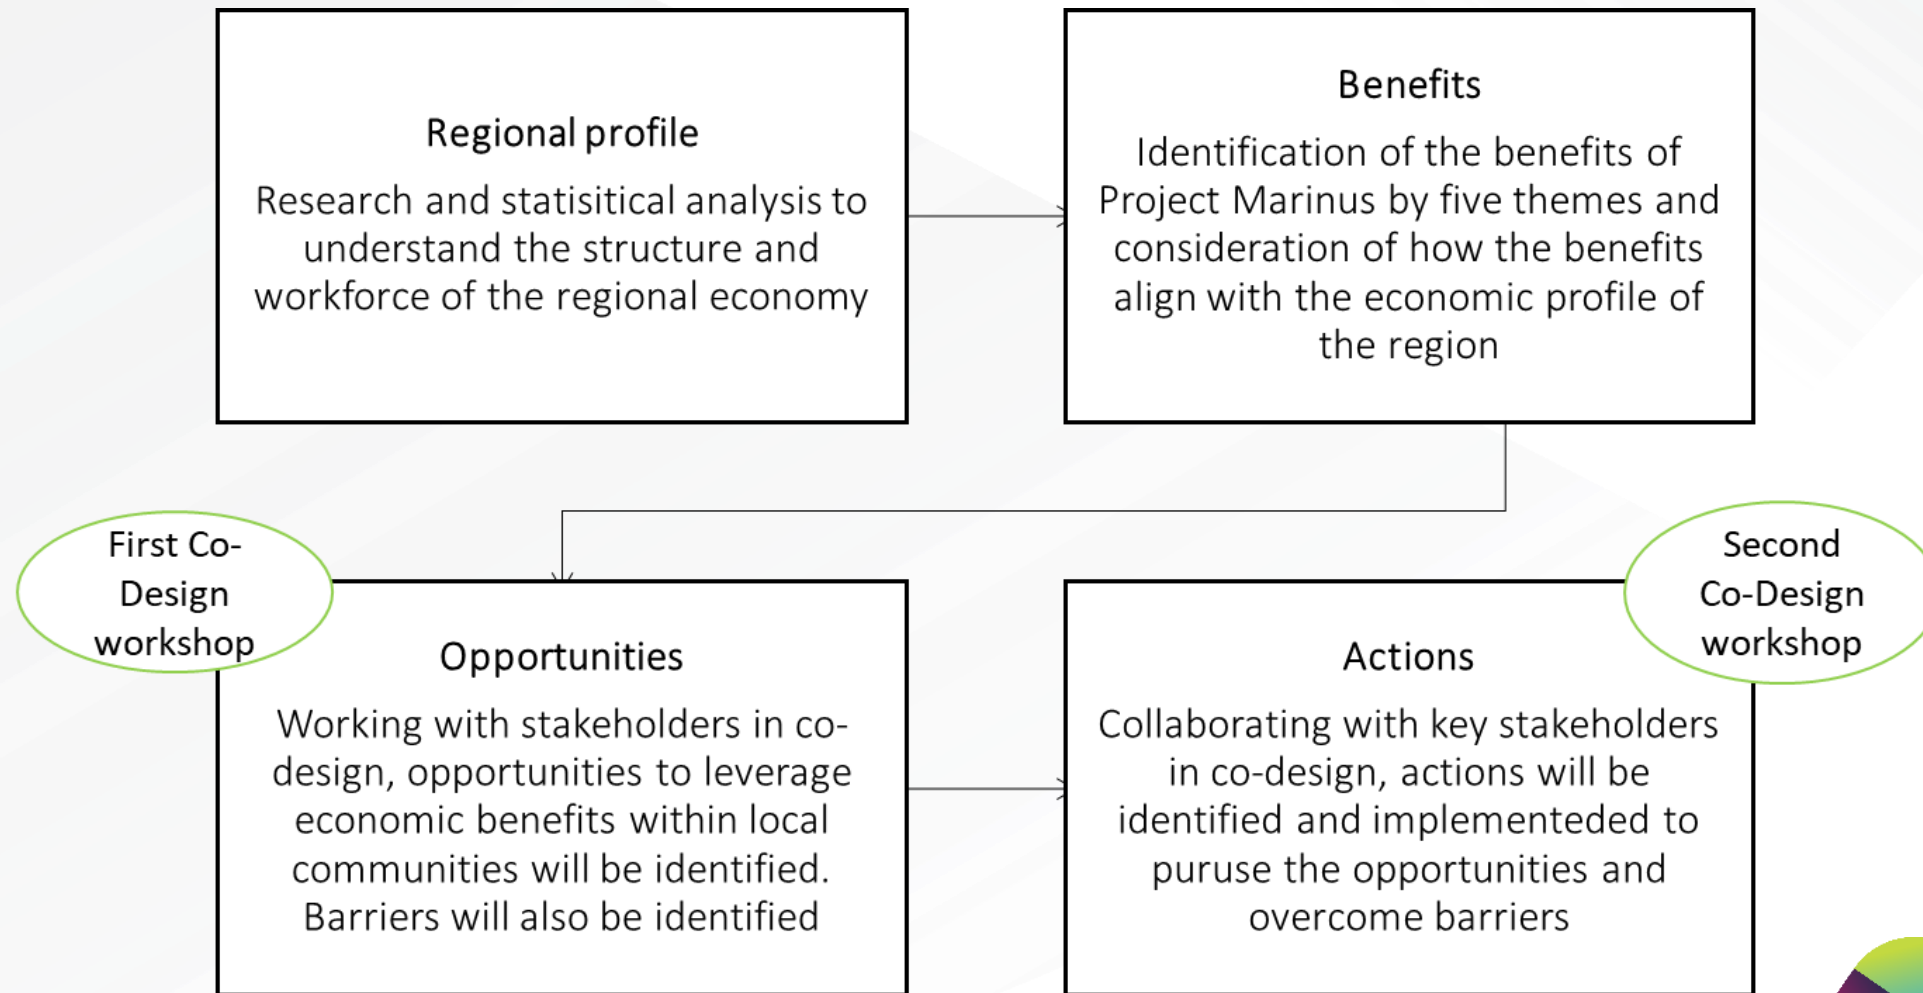 Regional profile
Research and statisitical analysis to
understand the structure and
workforce of the regional economy
Benefits
Identification of the benefits of
Project Marinus by five themes and
consideration of how the benefits
align with the economic profile of
the region
First Co-
Design
workshop
Opportunities
Working with stakeholders in co-
design, opportunities to leverage
economic benefits within local
communities will be identified.
Barriers will also be identified
Second
Co-Design
workshop
Actions
Collaborating with key stakeholders
in co-design, actions will be
identified and implementeded to
puruse the opportunities and
overcome barriers